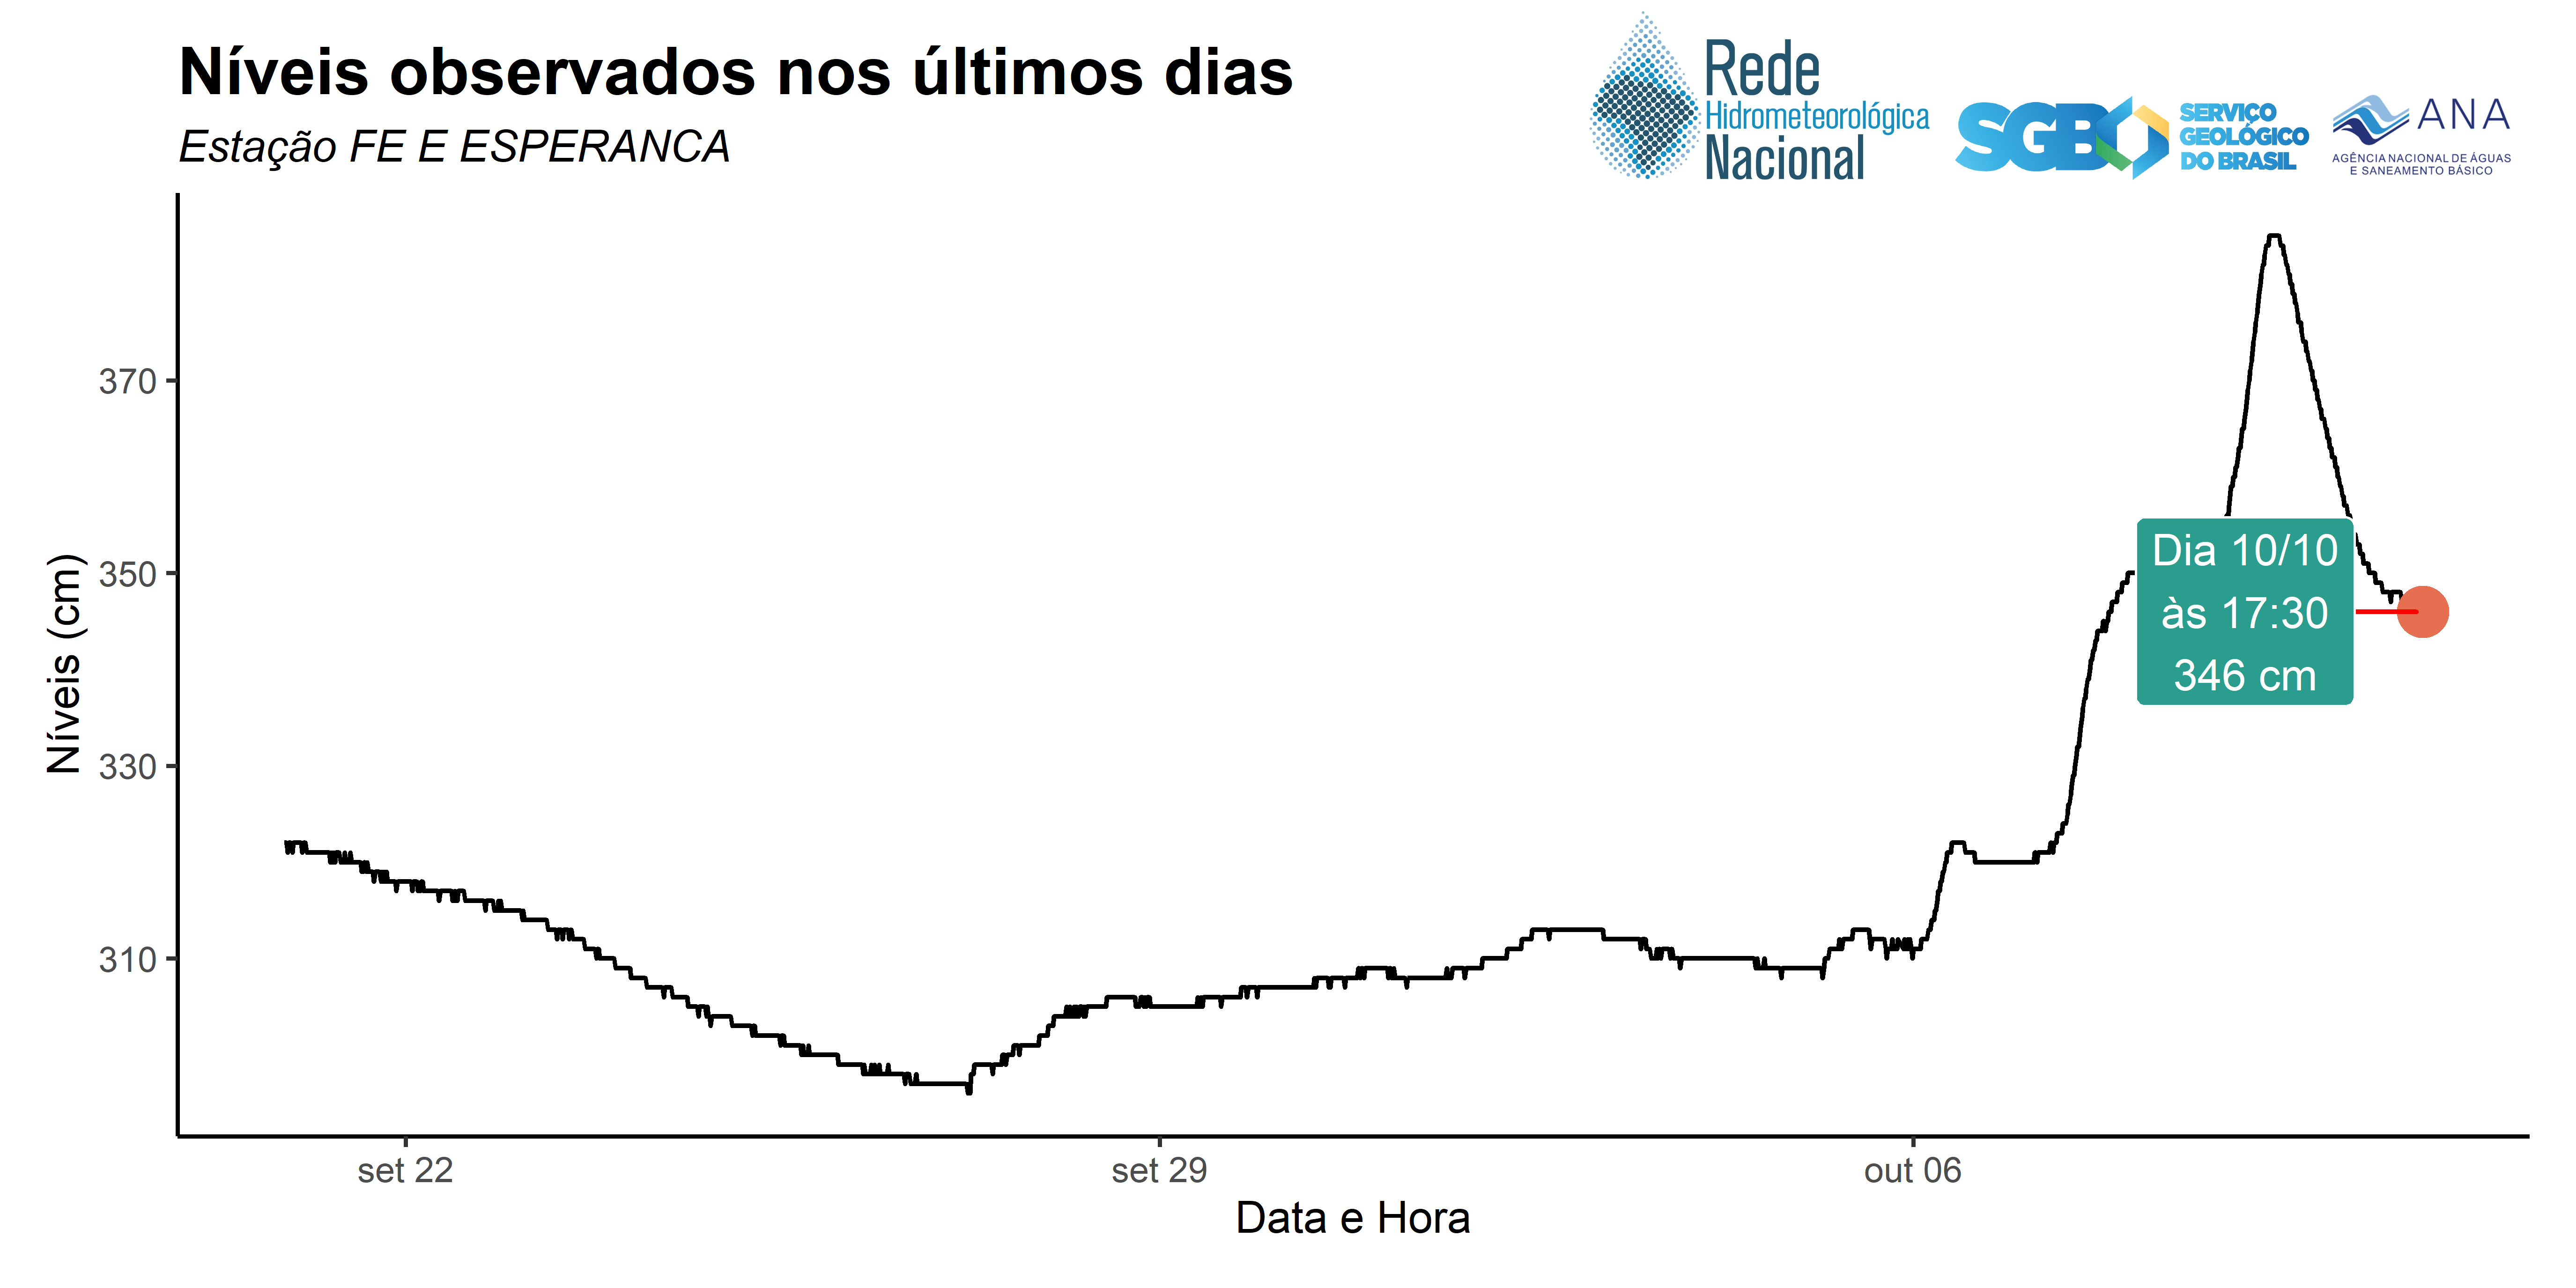 Níveis observados nos últimos dias
Estação FE E ESPERANCA
Rede
Hidrometeorológica
Nacional
SGB
SERVIÇO
GEOLÓGICO
DO BRASIL
ANA
AGÊNCIA NACIONAL DE ÁGUAS
E SANEAMENTO BÁSICO
Níveis (cm)
370
350
330
310
Dia 10/10
às 17:30
346 cm
set 22
set 29
out 06
Data e Hora